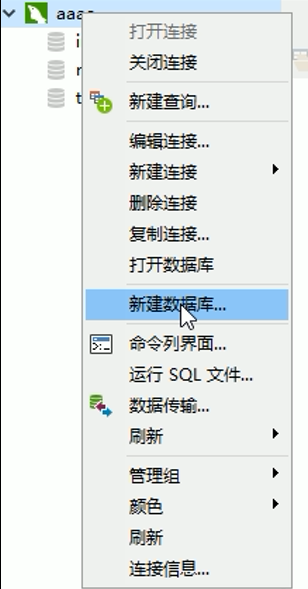 aaa
打开连接
关闭连接
新建查询...
i
r
t
编辑连接...
新建连接
删除连接
复制连接...
打开数据库
新建数据库...
命令列界面...
运行 SQL 文件...
数据传输...
刷新
管理组
颜色
刷新
连接信息...